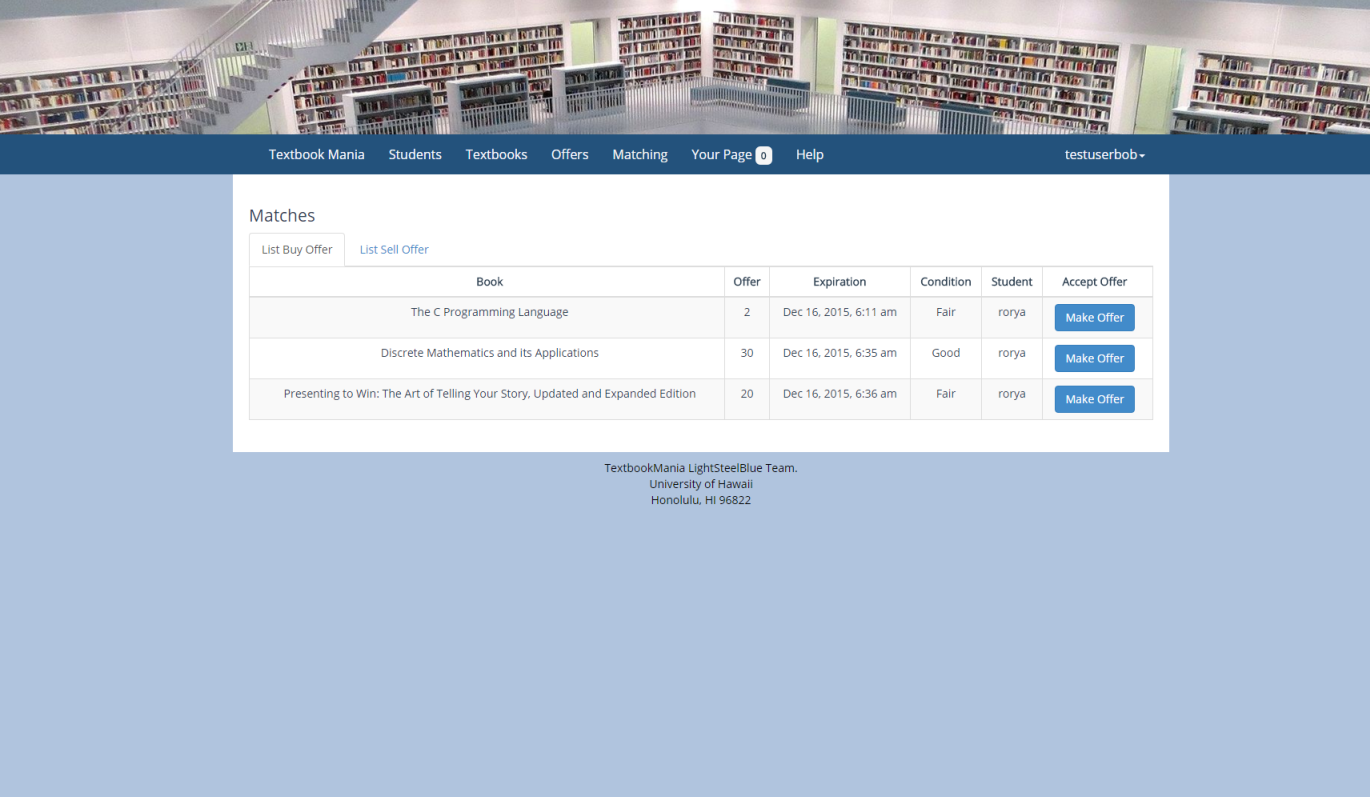 Textbook Mania Students Textbooks Offers Matching Your Page 0 Help testuserbob
Matches
List Buy Offer List Sell Offer
Book Offer Expiration Condition Student Accept Offer
The C Programming Language 2 Dec 16, 2015, 6:11 am Fair rorya Make Offer
Discrete Mathematics and its Applications 30 Dec 16, 2015, 6:35 am Good rorya Make Offer
Presenting to Win: The Art of Telling Your Story, Updated and Expanded Edition 20 Dec 16, 2015, 6:36 am Fair rorya Make Offer
TextbookMania LightSteelBlue Team.
University of Hawaii
Honolulu, HI 96822